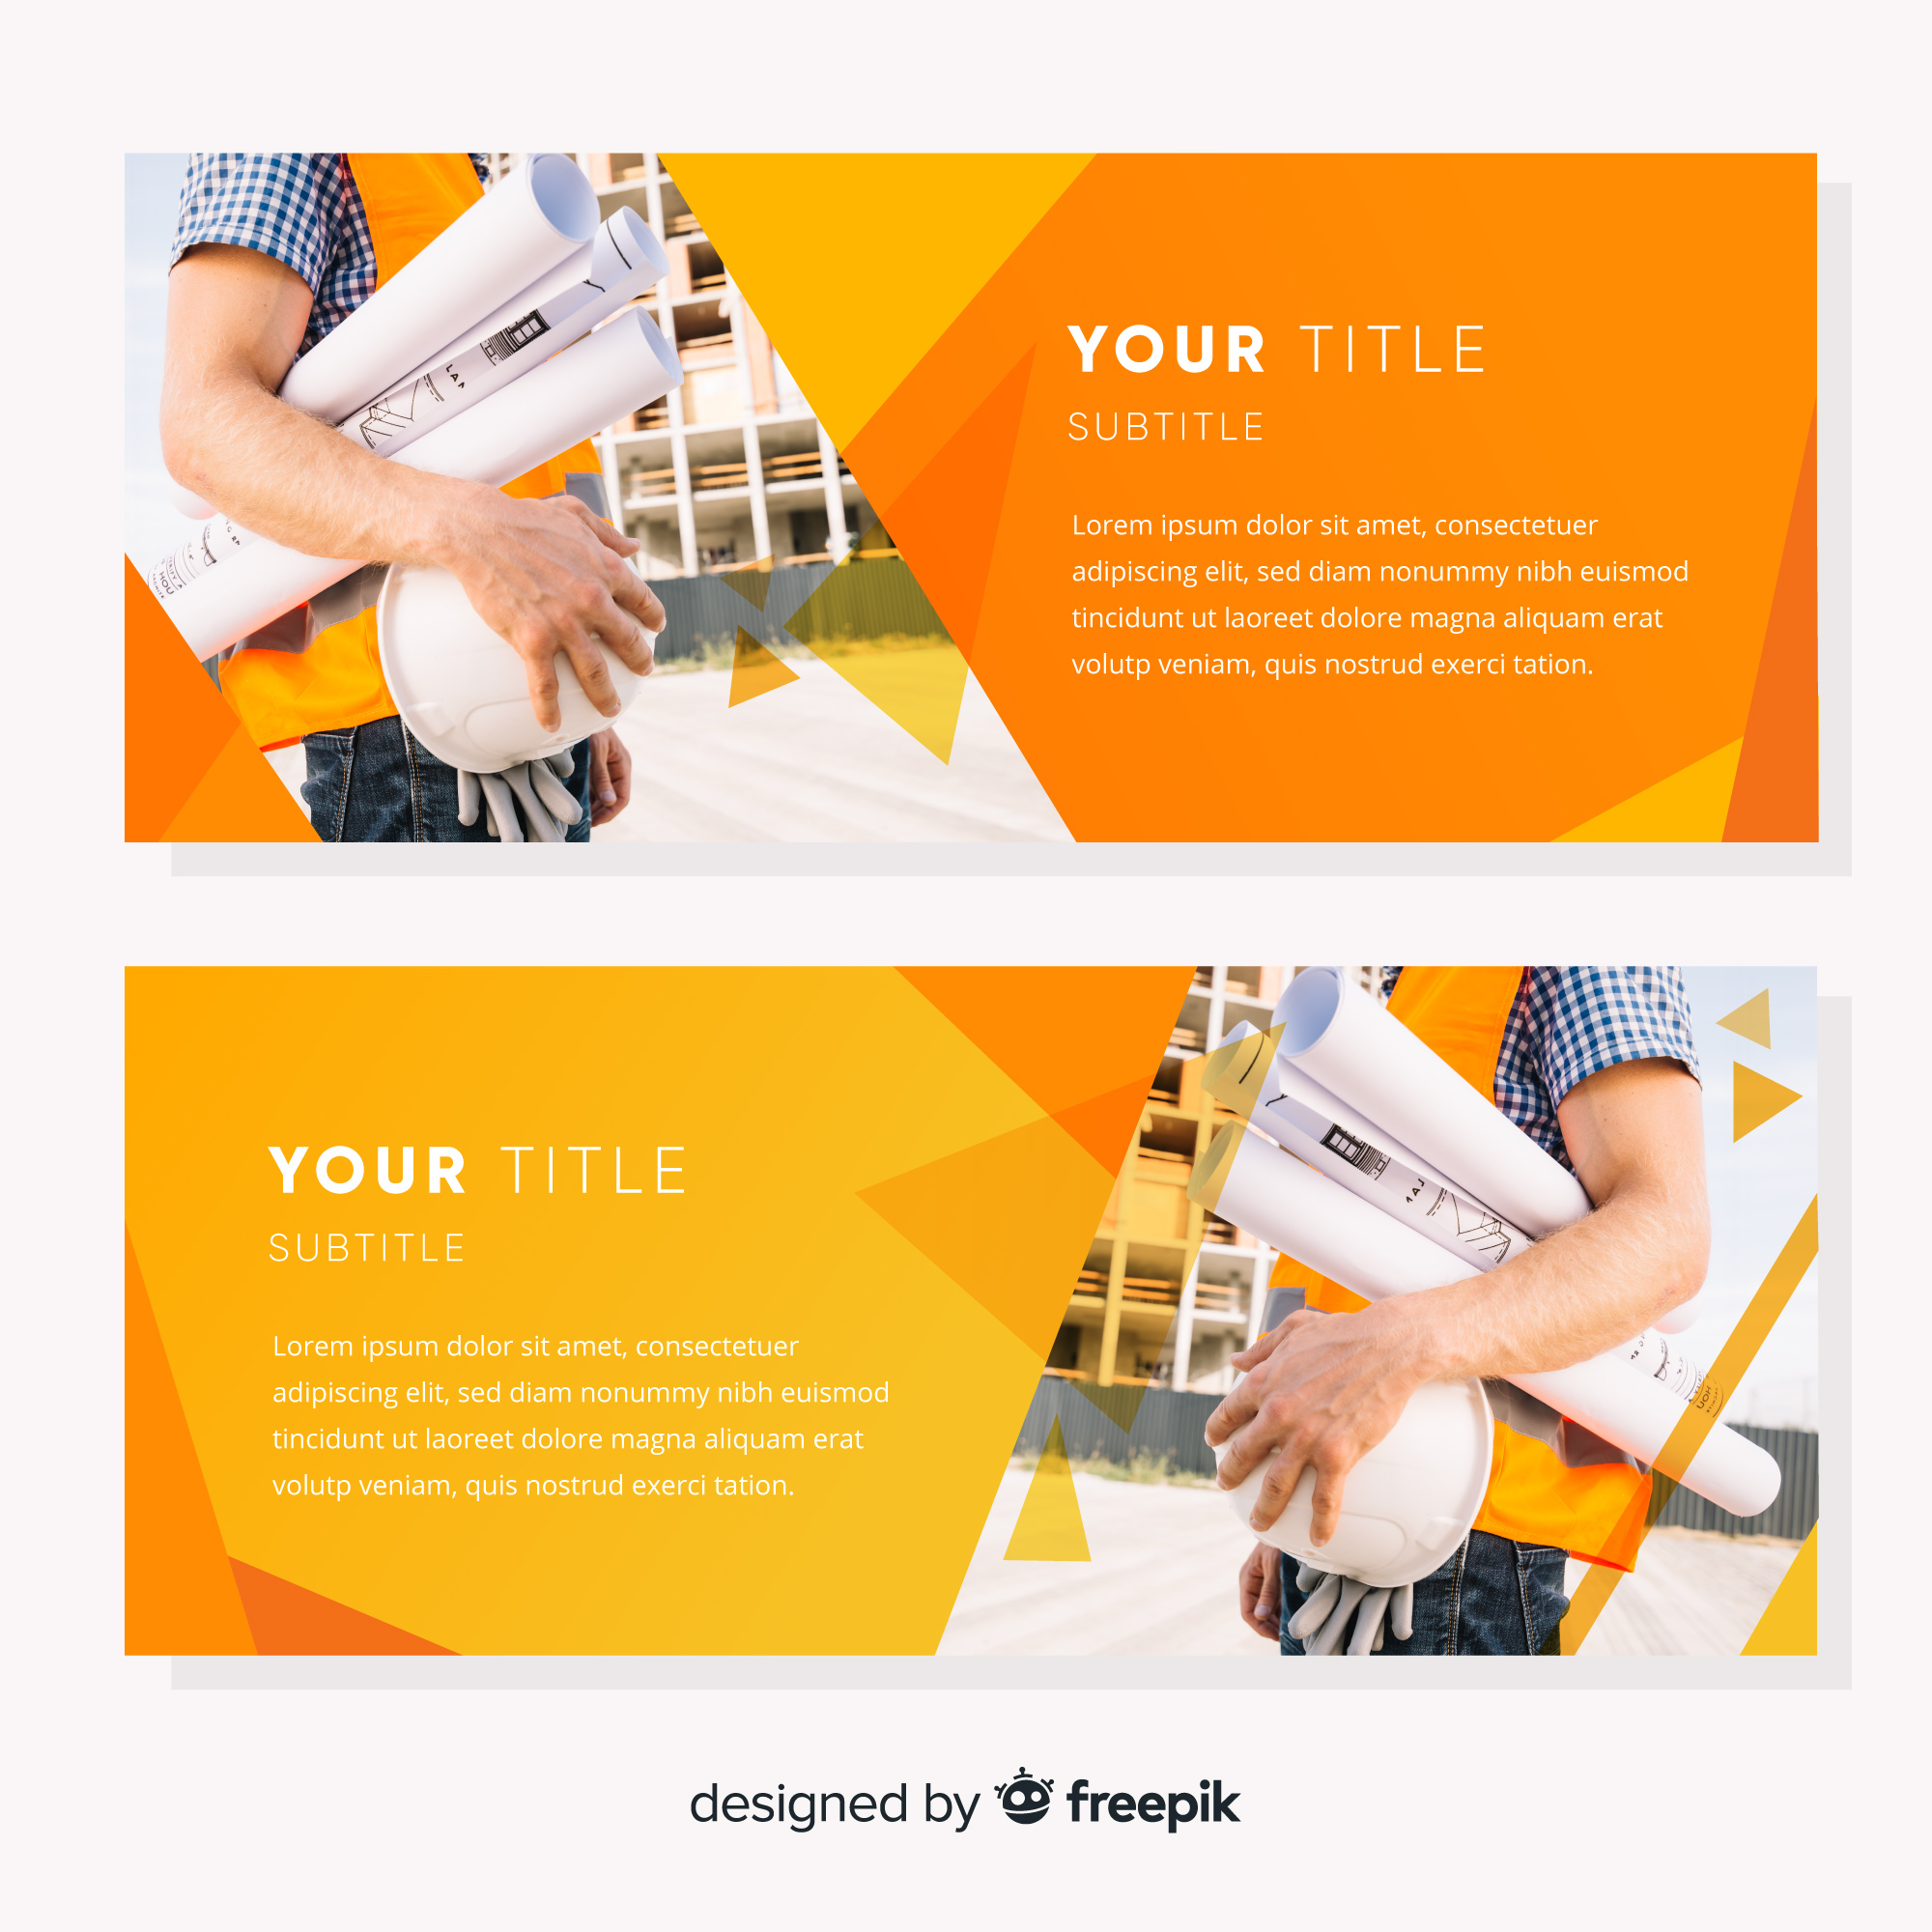 YOUR TITLE
SUBTITLE
Lorem ipsum dolor sit amet, consectetuer
adipiscing elit, sed diam nonummy nibh euismod
tincidunt ut laoreet dolore magna aliquam erat
volutp veniam, quis nostrud exerci tation.
YOUR TITLE
SUBTITLE
Lorem ipsum dolor sit amet, consectetuer
adipiscing elit, sed diam nonummy nibh euismod
tincidunt ut laoreet dolore magna aliquam erat
volutp veniam, quis nostrud exerci tation.
designed by freepik